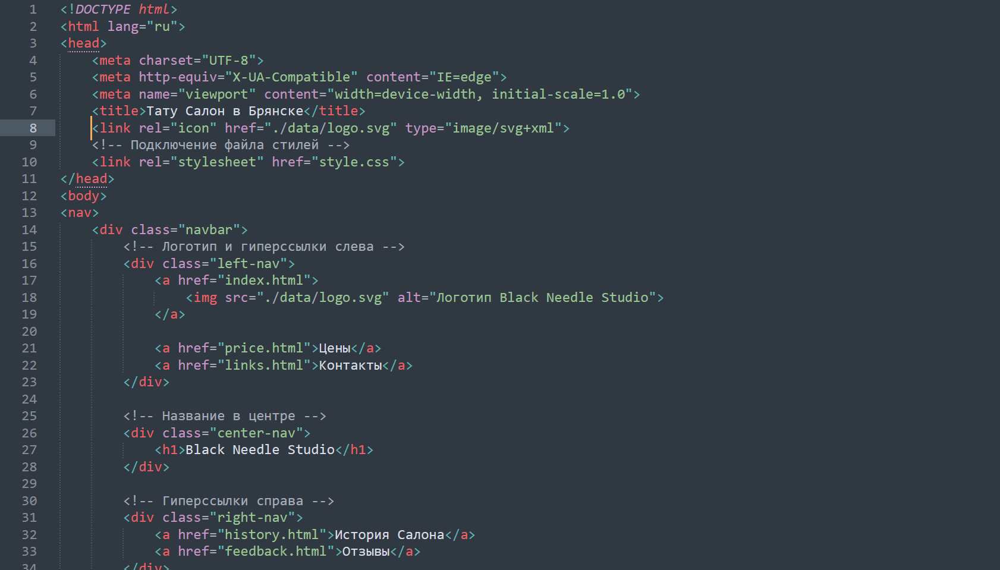 1 <!DOCTYPE html>
2 <html lang="ru">
3 <head>
4     <meta charset="UTF-8">
5     <meta http-equiv="X-UA-Compatible" content="IE=edge">
6     <meta name="viewport" content="width=device-width, initial-scale=1.0">
7     <title>Тату Салон в Брянске</title>
8     <link rel="icon" href="./data/logo.svg" type="image/svg+xml">
9     <!-- Подключение файла стилей -->
10     <link rel="stylesheet" href="style.css">
11 </head>
12 <body>
13 <nav>
14     <div class="navbar">
15         <!-- Логотип и гиперссылки слева -->
16         <div class="left-nav">
17             <a href="index.html">
18                 <img src="./data/logo.svg" alt="Логотип Black Needle Studio">
19             </a>
20
21             <a href="price.html">Цены</a>
22             <a href="links.html">Контакты</a>
23         </div>
24
25         <!-- Название в центре -->
26         <div class="center-nav">
27             <h1>Black Needle Studio</h1>
28         </div>
29
30         <!-- Гиперссылки справа -->
31         <div class="right-nav">
32             <a href="history.html">История Салона</a>
33             <a href="feedback.html">Отзывы</a>
34         </div>